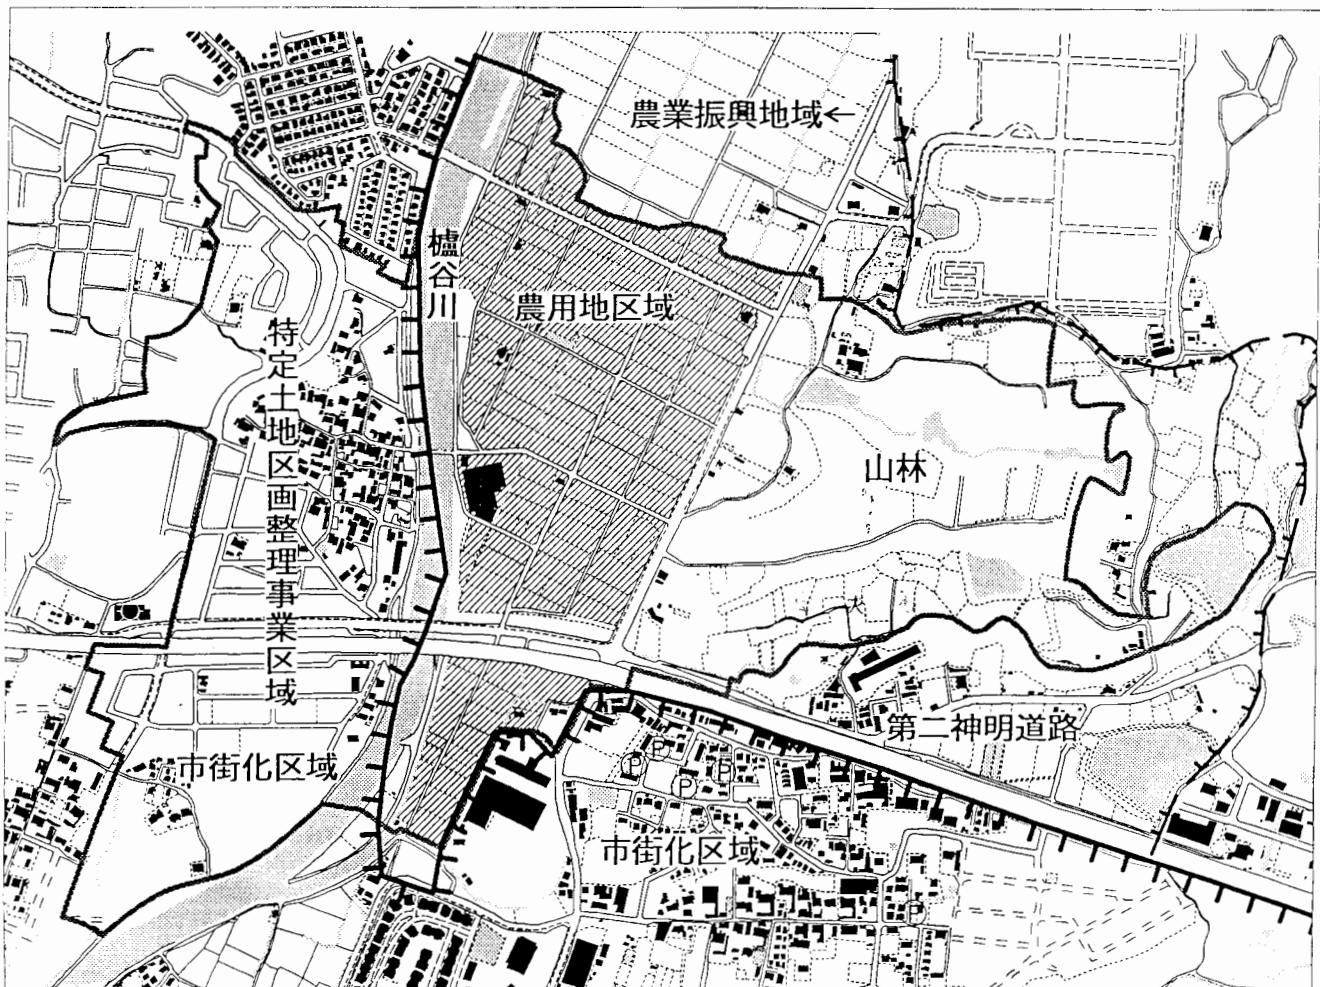 農業振興地域←
櫨谷川
農用地区域
特定土地区画整理事業区域
山林
第二神明道路
市街化区域
市街化区域
P
P
P
P